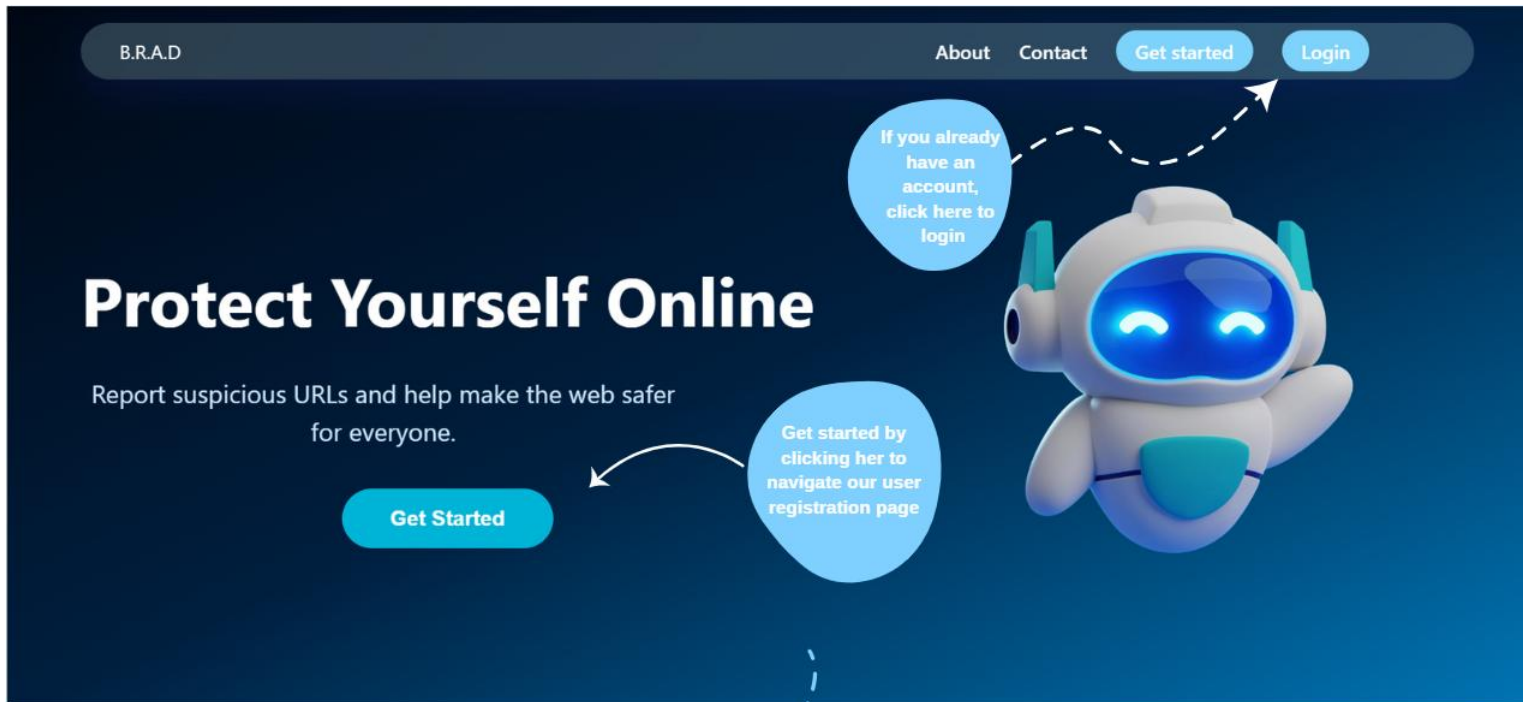 B.R.A.D
About
Contact
Get started
Login
If you already
have an
account,
click here to
login
Protect Yourself Online
Report suspicious URLs and help make the web safer
for everyone.
Get started by
clicking her to
navigate our user
registration page
Get Started